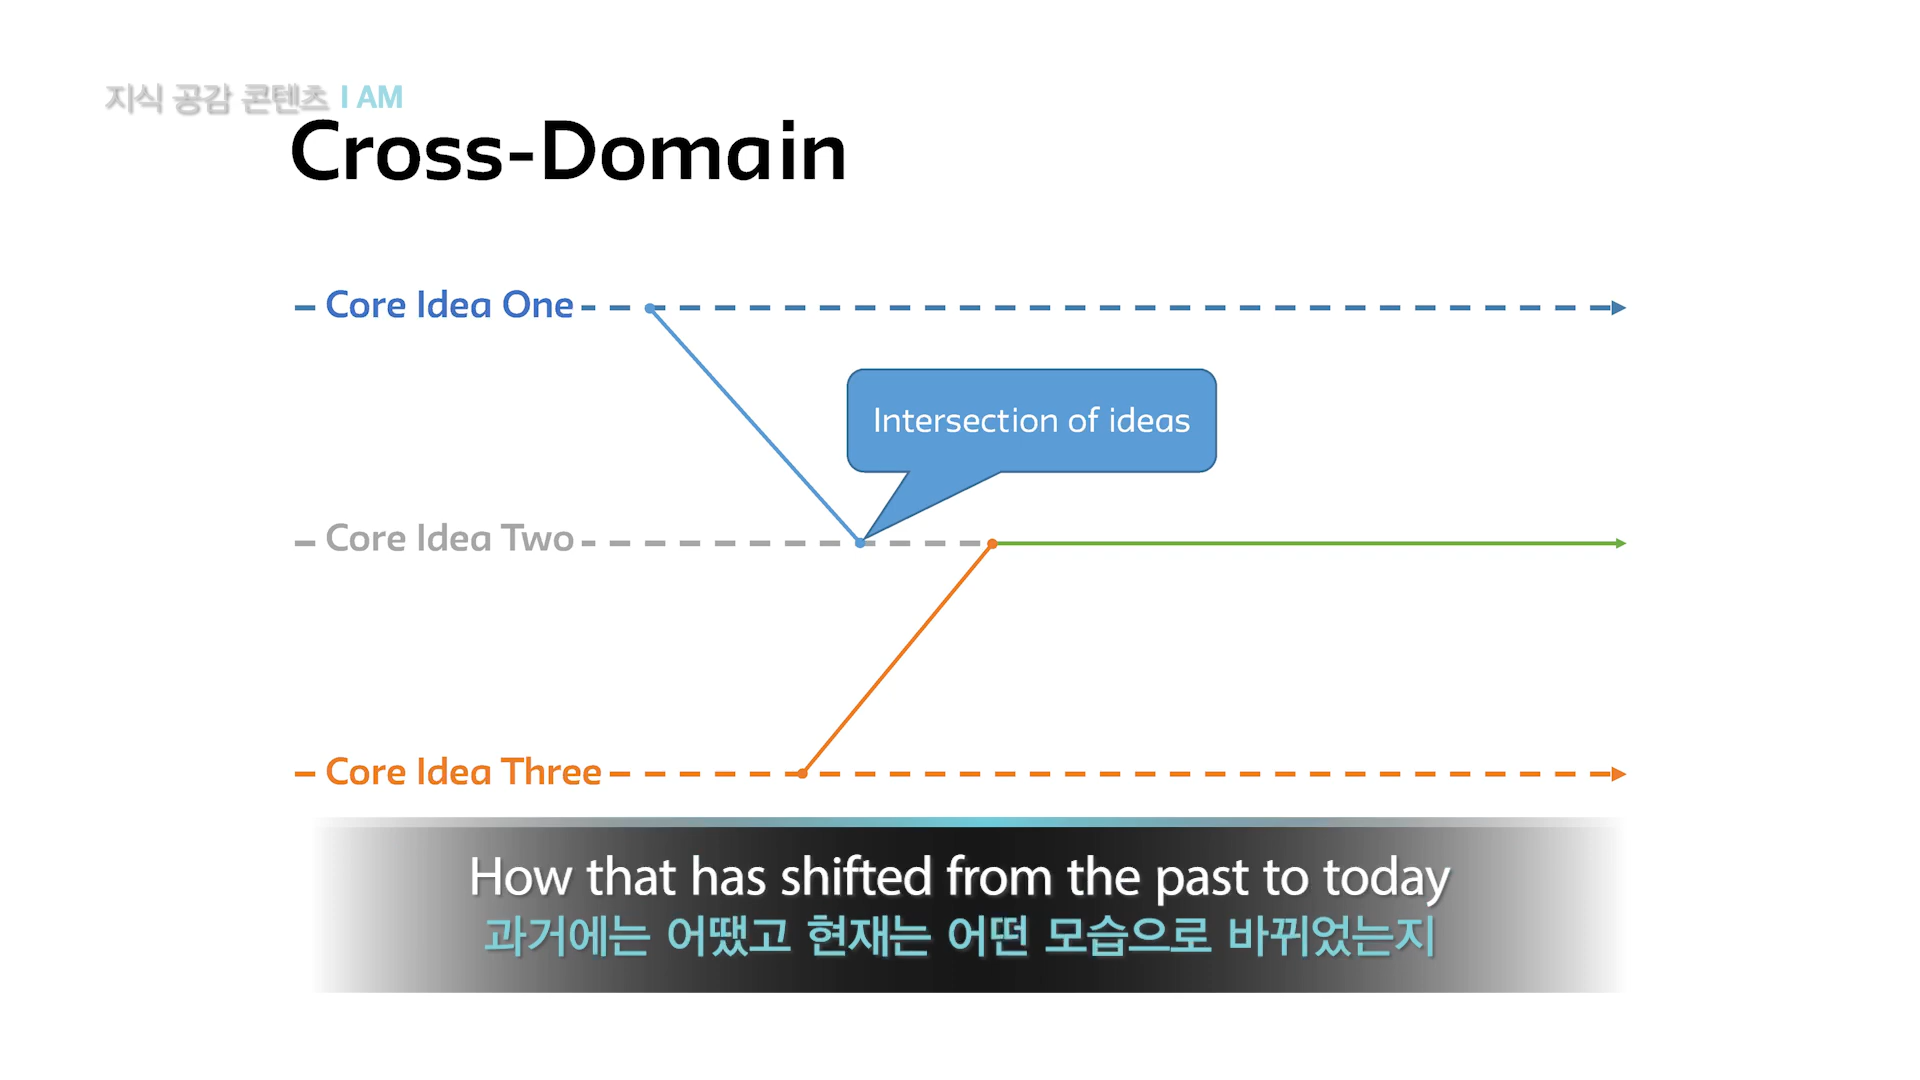 지식 공감 콘텐츠 I AM
Cross-Domain
Core Idea One
Intersection of ideas
Core Idea Two
Core Idea Three
How that has shifted from the past to today
과거에는 어땠고 현재는 어떤 모습으로 바뀌었는지